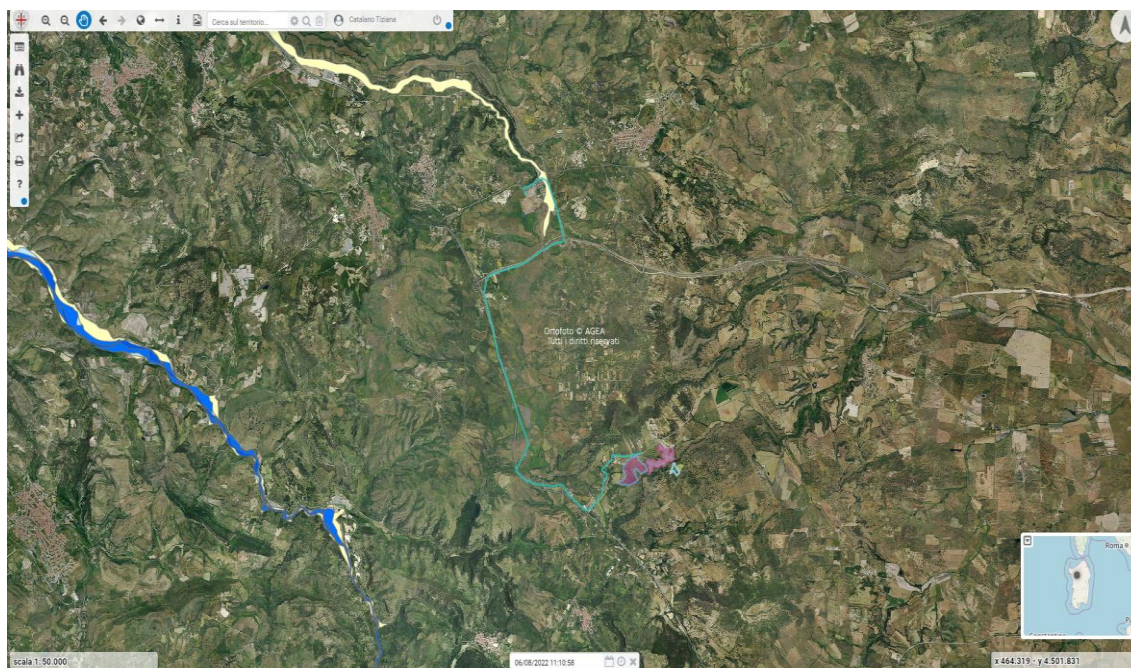 Cerca sul territorio...
Catalano Tiziana
Ortofoto © AGEA
Tutti i diritti riservati
Roma
scala 1: 50.000
06/08/2022 11:10:58
x 464.319 - y 4.501.831